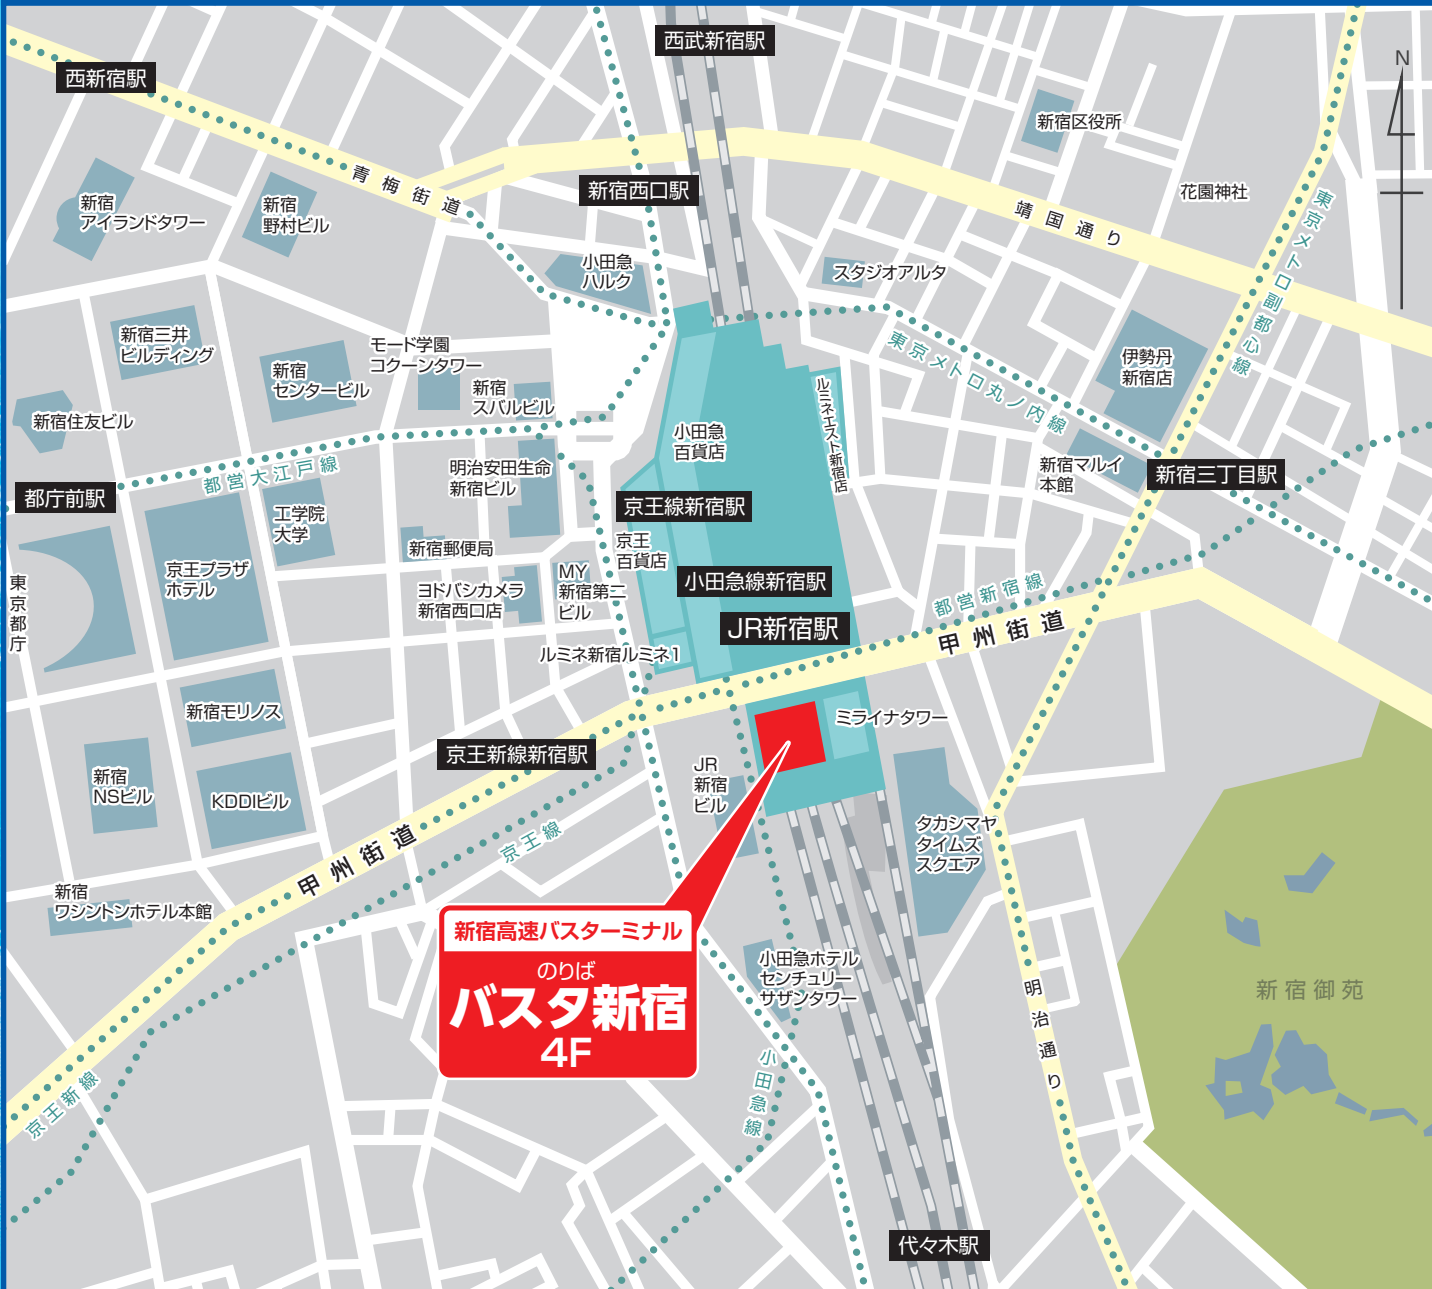 西武新宿駅
西新宿駅
N
新宿区役所
新宿西口駅
青梅街道
新宿
アイランドタワー
新宿
野村ビル
花園神社
靖国通り
東京メトロ副都心線
小田急
ハルク
スタジオアルタ
新宿三井
ビルディング
モード学園
コクーンタワー
新宿
センタービル
新宿
スバルビル
東京メトロ丸ノ内線
伊勢丹
新宿店
ルミネエスト新宿店
新宿住友ビル
小田急
百貨店
都営大江戸線
明治安田生命
新宿ビル
新宿マルイ
本館
新宿三丁目駅
都庁前駅
京王線新宿駅
工学院
大学
新宿郵便局
京王
百貨店
京王プラザ
ホテル
東京都庁
ヨドバシカメラ
新宿西口店
MY
新宿第二
ビル
小田急線新宿駅
都営新宿線
JR新宿駅
甲州街道
ルミネ新宿ルミネ1
新宿モリノス
ミライナタワー
京王新線新宿駅
JR
新宿
ビル
新宿
NSビル
KDDIビル
京王線
甲州街道
タカシマヤ
タイムズ
スクエア
新宿
ワシントンホテル本館
新宿高速バスターミナル
のりば
バスタ新宿
4F
小田急ホテル
センチュリー
サザンタワー
明治通り
新宿御苑
京王新線
小田急線
代々木駅